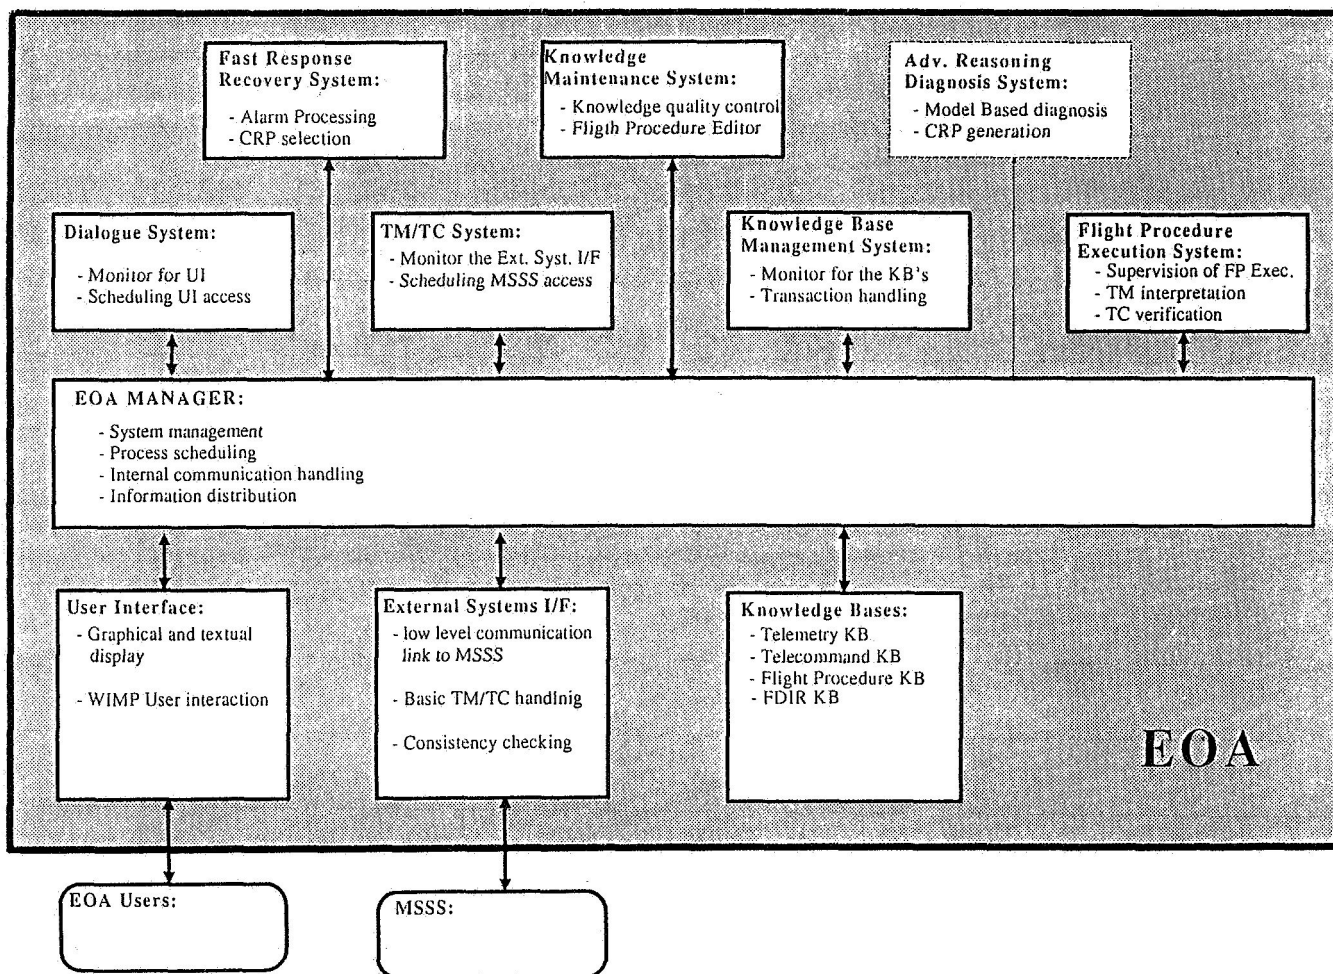 Fast Response
Recovery System:
- Alarm Processing
- CRP selection
Knowledge
Maintenance System:
- Knowledge quality control
- Fligth Procedure Editor
Adv. Reasoning
Diagnosis System:
- Model Based diagnosis
- CRP generation
Dialogue System:
- Monitor for UI
- Scheduling UI access
TM/TC System:
- Monitor the Ext. Syst. I/F
- Scheduling MSSS access
Knowledge Base
Management System:
- Monitor for the KB's
- Transaction handling
Flight Procedure
Execution System:
- Supervision of FP Exec.
- TM interpretation
- TC verification
EOA MANAGER:
- System management
- Process scheduling
- Internal communication handling
- Information distribution
User Interface:
- Graphical and textual
display
- WIMP User interaction
External Systems I/F:
- low level communication
link to MSSS
- Basic TM/TC handlnig
- Consistency checking
Knowledge Bases:
- Telemetry KB
- Telecommand KB
- Flight Procedure KB
- FDIR KB
EOA
EOA Users:
MSSS: